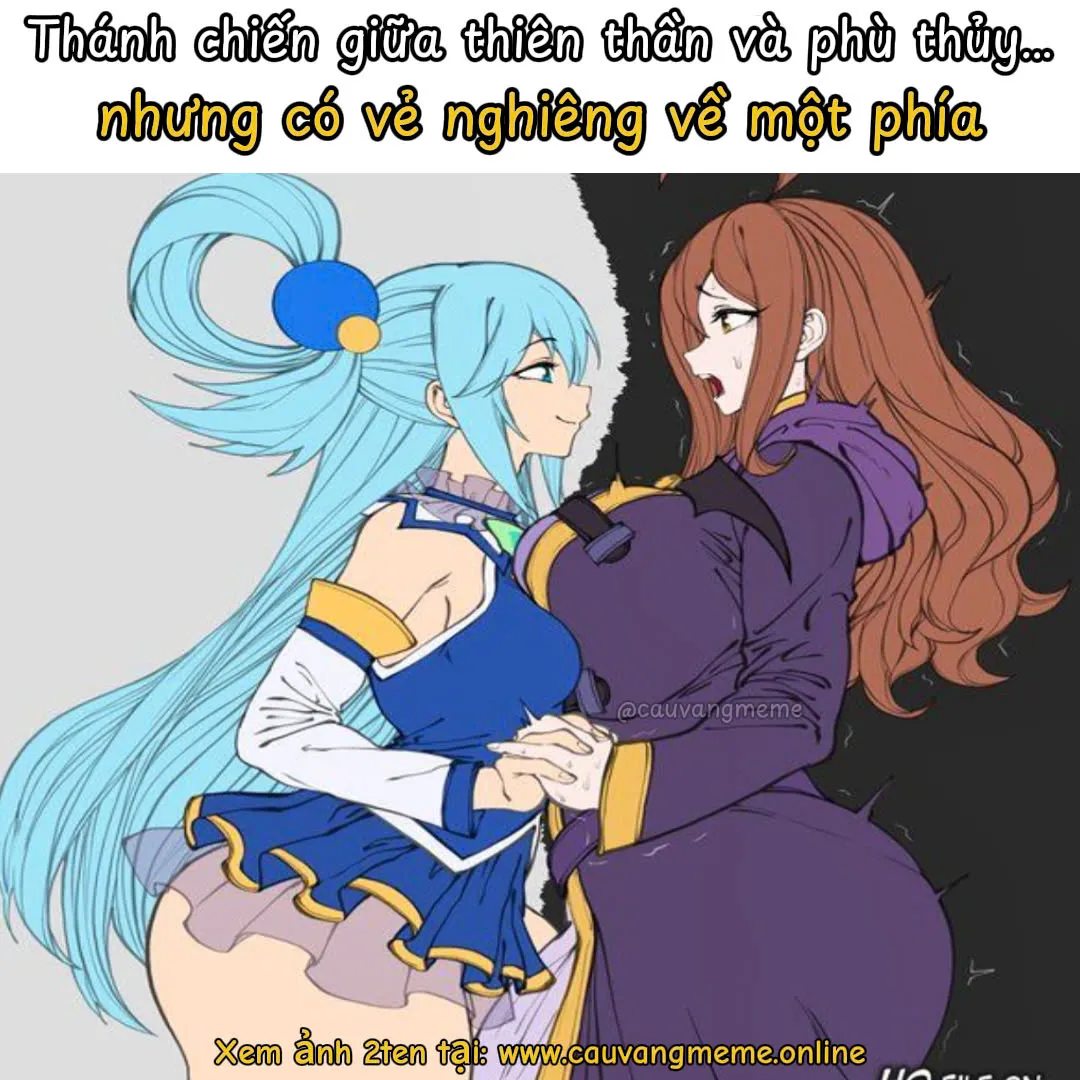 Thánh chiến giữa thiên thần và phù thủy...
nhưng có vẻ nghiêng về một phía
@cauvangmeme
Xem ảnh 2ten tại: www.cauvangmeme.online